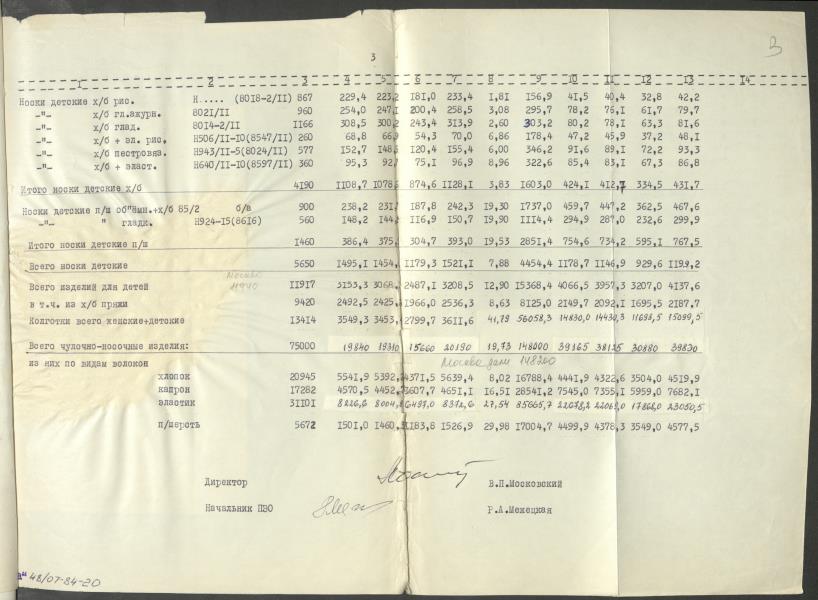 3
3
1 2 3 4 5 6 7 8 9 10 11 12 13 14
Носки детские х/б рис. Н..... (8018-2/II) 867 229,4 223,2 181,0 233,4 1,81 156,9 41,5 40,4 32,8 42,2
-"- х/б гл.ажурн. 8021/II 960 254,0 247,1 200,4 258,5 3,08 295,7 78,2 76,1 61,7 79,7
-"- х/б глад. 8014-2/II 1166 308,5 300,2 243,4 313,9 2,60 303,2 80,2 78,1 63,3 81,6
-"- х/б + эл. рис. Н506/II-10(8547/II) 260 68,8 66,9 54,3 70,0 6,86 178,4 47,2 45,9 37,2 48,1
-"- х/б пестровяз. Н943/II-5(8024/II) 577 152,7 148,5 120,4 155,4 6,00 346,2 91,6 89,1 72,2 93,3
-"- х/б + эласт. Н640/II-10(8597/II) 360 95,3 92, 75,1 96,9 8,96 322,6 85,4 83,1 67,3 86,8
Итого носки детские х/б 4190 1108,7 1078, 874,6 1128,1 3,83 1603,0 424,1 412,7 334,5 431,7
Носки детские п/ш об"ъмн.+х/б 85/2 б/в 900 238,2 231, 187,8 242,3 19,30 1737,0 459,7 447,2 362,5 467,6
-"- " гладк. Н924-15(8616) 560 148,2 144, 116,9 150,7 19,90 1114,4 294,9 287,0 232,6 299,9
Итого носки детские п/ш 1460 386,4 375, 304,7 393,0 19,53 2851,4 754,6 734,2 595,1 767,5
Всего носки детские 5650 1495,1 1454, 1179,3 1521,1 7,88 4454,4 1178,7 1146,9 929,6 1199,2
Москва
11940
Всего изделий для детей 11917 3153,3 3068, 2487,1 3208,5 12,90 15368,4 4066,5 3957,3 3207,0 4137,6
в т.ч. из х/б пряжи 9420 2492,5 2425, 1966,0 2536,3 8,63 8125,0 2149,7 2092,1 1695,5 2187,7
Колготки всего женские+детские 13414 3549,3 3453, 2799,7 3611,6 41,79 56058,3 14830,0 14430,3 11693,5 15099,5
Всего чулочно-носочные изделия: 75000 19840 19310 15660 20190 19,73 148000 39165 38125 30880 39830
Москва дали 148200
из них по видам волокон
хлопок 20945 5541,9 5392, 4371,5 5639,4 8,02 16788,4 4441,9 4322,6 3504,0 4519,9
капрон 17282 4570,5 4452, 3607,7 4651,1 16,51 28541,2 7545,0 7355,1 5959,0 7682,1
эластик 31101 8226,6 8004, 6497,0 8372,6 27,54 85665,7 22678,2 22069,0 17868,0 23050,5
п/шерсть 5672 1501,0 1460, 1183,8 1526,9 29,98 17004,7 4499,9 4378,3 3549,0 4577,5
Директор В.П.Московский
Начальник ПЭО Р.А.Менецкая
48/07-84-20